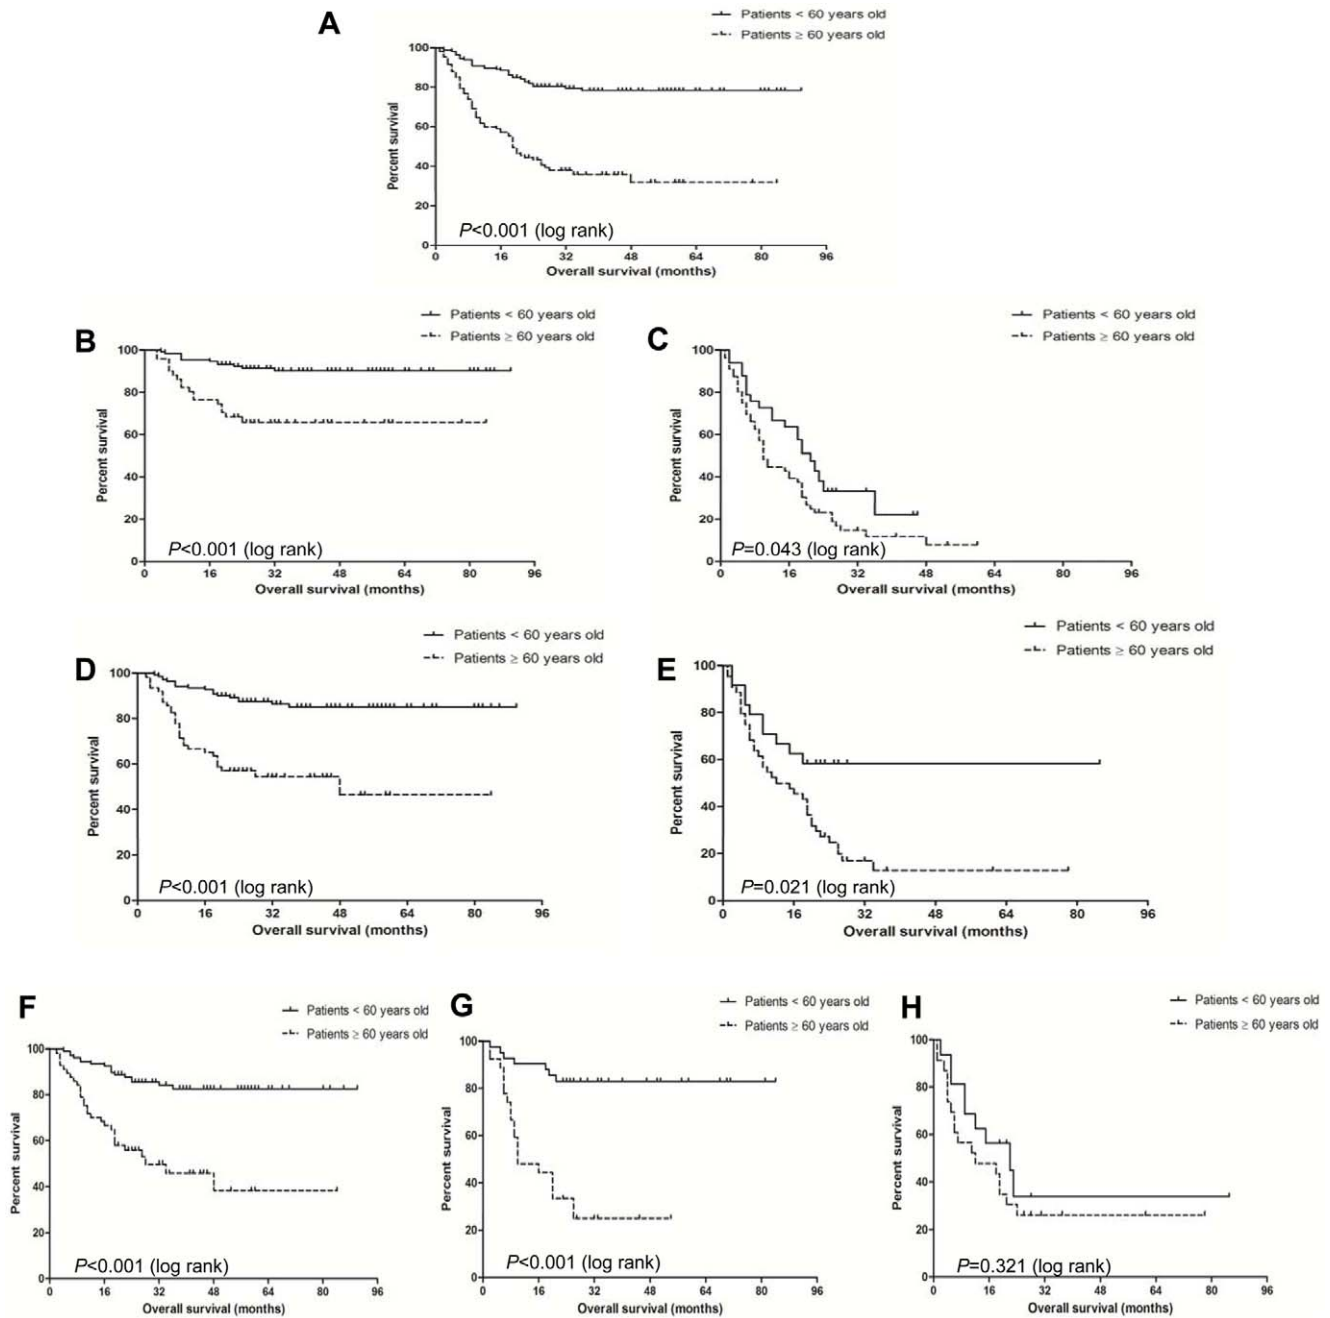 A
Patients < 60 years old
Patients ≥ 60 years old
Percent survival
100
80
60
40
20
0
P<0.001 (log rank)
0 16 32 48 64 80 96
Overall survival (months)
B
Patients < 60 years old
Patients ≥ 60 years old
Percent survival
100
80
60
40
20
0
P<0.001 (log rank)
0 16 32 48 64 80 96
Overall survival (months)
C
Patients < 60 years old
Patients ≥ 60 years old
Percent survival
100
80
60
40
20
0
P=0.043 (log rank)
0 16 32 48 64 80 96
Overall survival (months)
D
Patients < 60 years old
Patients ≥ 60 years old
Percent survival
100
80
60
40
20
0
P<0.001 (log rank)
0 16 32 48 64 80 96
Overall survival (months)
E
Patients < 60 years old
Patients ≥ 60 years old
Percent survival
100
80
60
40
20
0
P=0.021 (log rank)
0 16 32 48 64 80 96
Overall survival (months)
F
Patients < 60 years old
Patients ≥ 60 years old
Percent survival
100
80
60
40
20
0
P<0.001 (log rank)
0 16 32 48 64 80 96
Overall survival (months)
G
Patients < 60 years old
Patients ≥ 60 years old
Percent survival
100
80
60
40
20
0
P<0.001 (log rank)
0 16 32 48 64 80 96
Overall survival (months)
H
Patients < 60 years old
Patients ≥ 60 years old
Percent survival
100
80
60
40
20
0
P=0.321 (log rank)
0 16 32 48 64 80 96
Overall survival (months)